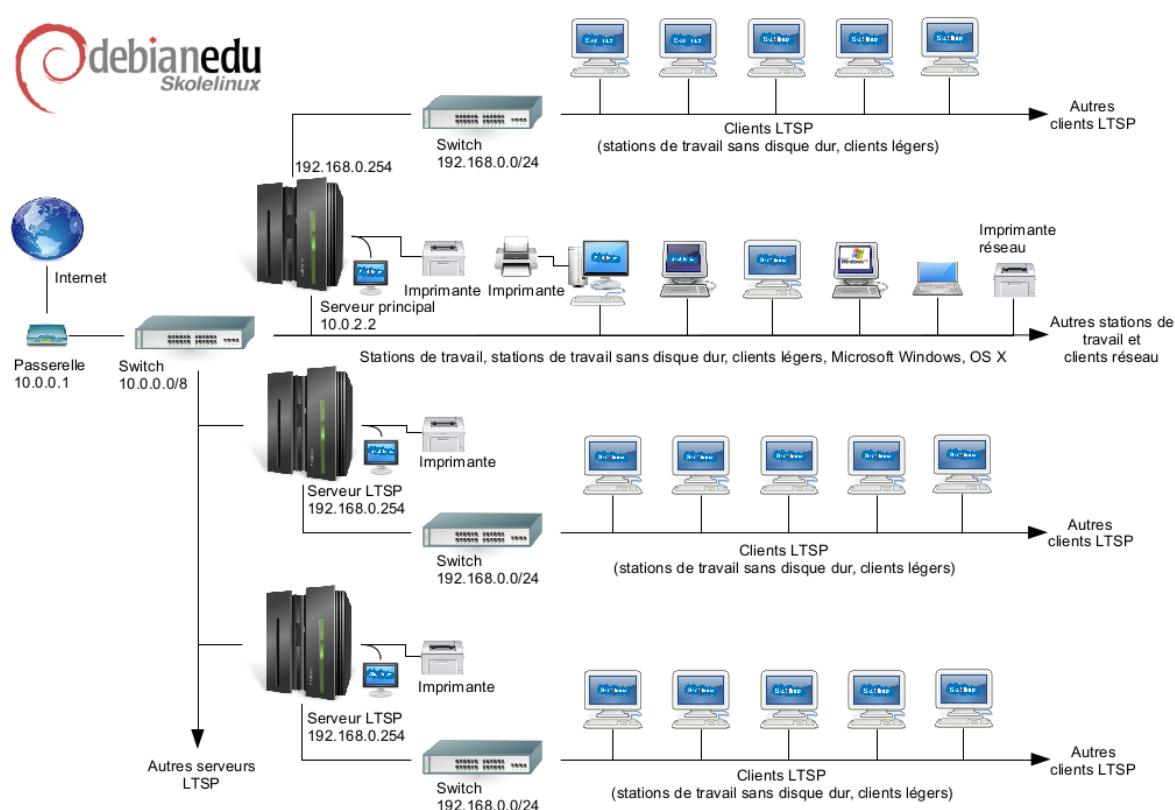 debianedu
Skolelinux
Autres
clients LTSP
Clients LTSP
(stations de travail sans disque dur, clients légers)
Switch
192.168.0.0/24
192.168.0.254
Internet
Imprimante
Imprimante
Imprimante
réseau
Serveur principal
10.0.2.2
Windows
Passerelle
10.0.0.1
Switch
10.0.0.0/8
Stations de travail, stations de travail sans disque dur, clients légers, Microsoft Windows, OS X
Autres stations de
travail et
clients réseau
Imprimante
Serveur LTSP
192.168.0.254
Switch
192.168.0.0/24
Clients LTSP
(stations de travail sans disque dur, clients légers)
Autres
clients LTSP
Imprimante
Serveur LTSP
192.168.0.254
Autres serveurs
LTSP
Switch
192.168.0.0/24
Clients LTSP
(stations de travail sans disque dur, clients légers)
Autres
clients LTSP